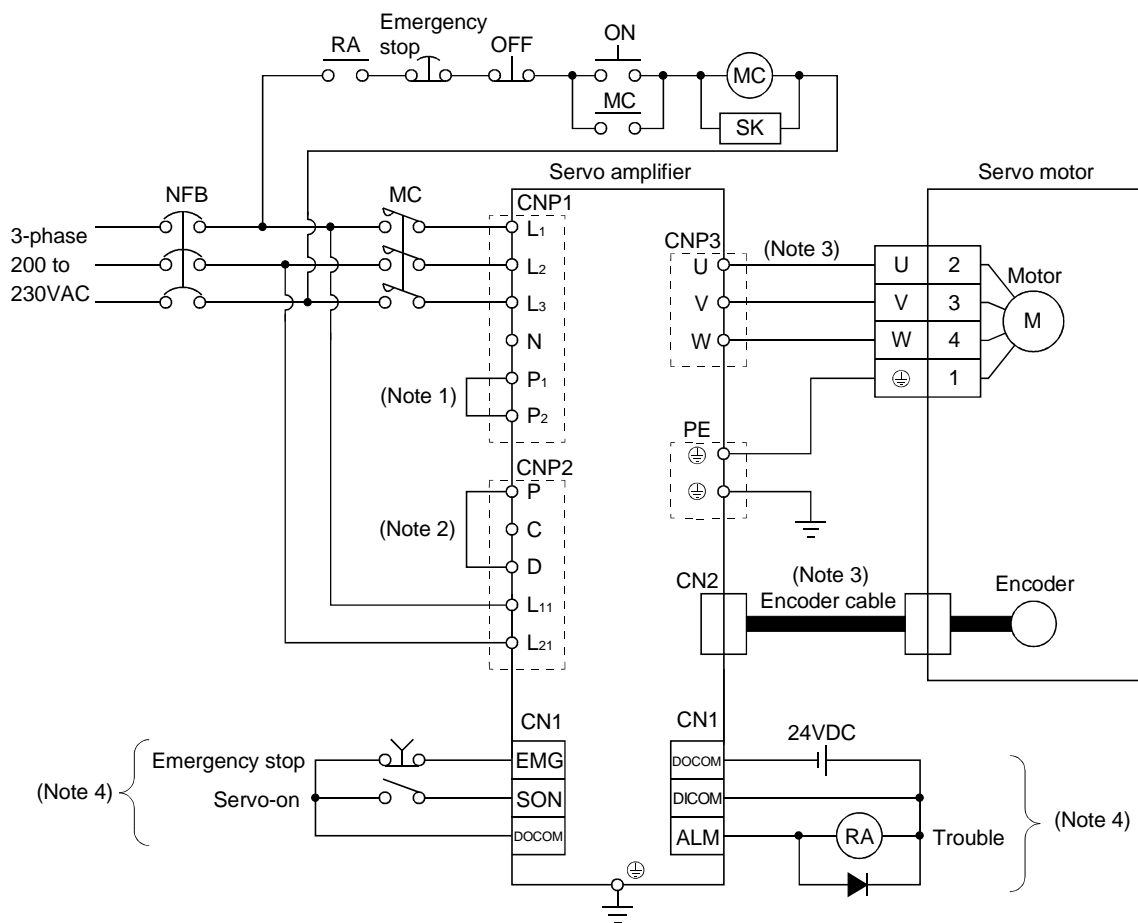 Emergency
stop
RA
OFF
ON
MC
MC
SK
Servo amplifier
Servo motor
NFB
MC
CNP1
3-phase
200 to
230VAC
L1
L2
L3
N
P1
P2
(Note 1)
CNP3
(Note 3)
U
V
W
U 2
V 3
W 4
1
Motor
M
PE
CNP2
P
C
D
L11
L21
(Note 2)
CN2
(Note 3)
Encoder cable
Encoder
CN1
CN1
24VDC
(Note 4)
Emergency stop
EMG
Servo-on
SON
DOCOM
DOCOM
DICOM
ALM
RA
Trouble
(Note 4)